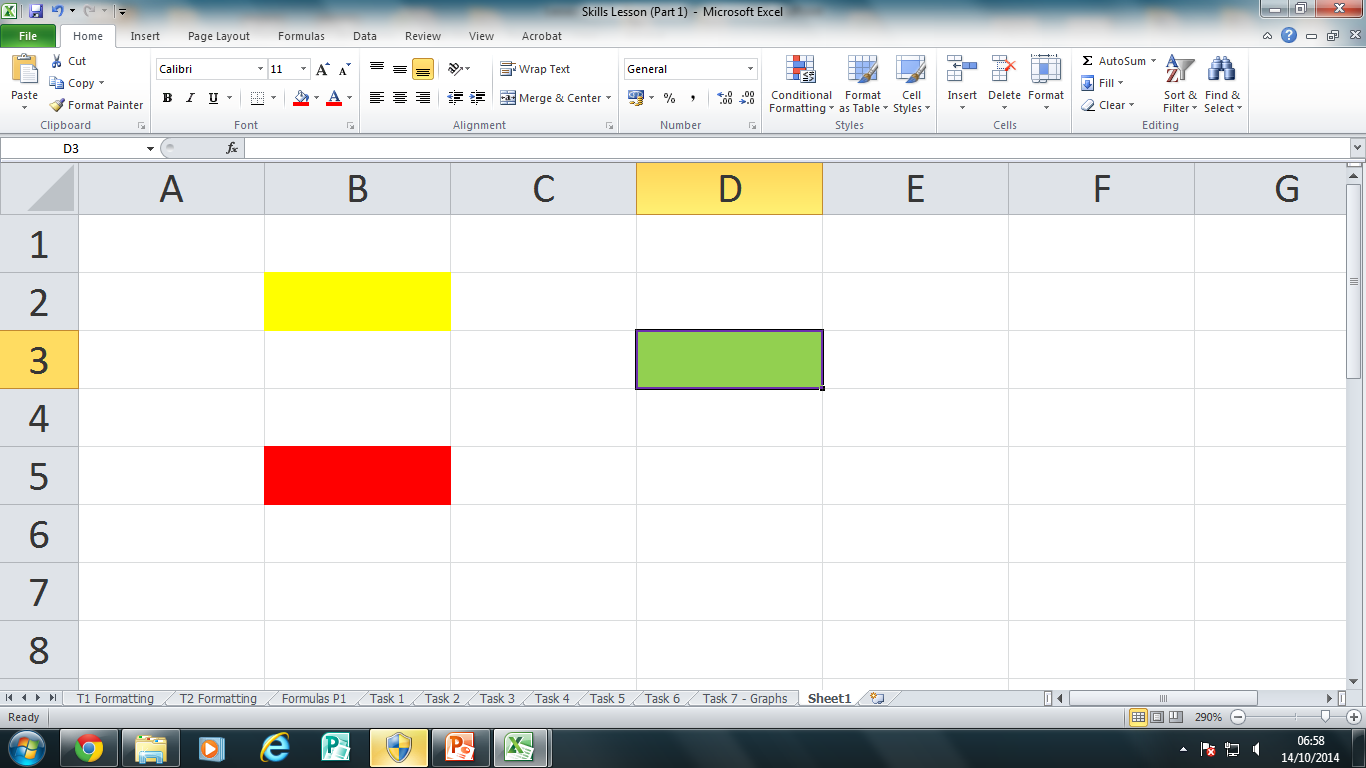 Skills Lesson (Part 1) - Microsoft Excel
File Home Insert Page Layout Formulas Data Review View Acrobat
Paste
Cut
Copy
Format Painter
Clipboard
Calibri 11
B I U
Font
Wrap Text
Merge & Center
Alignment
General
% ,
Number
Conditional Formatting
Format as Table
Cell Styles
Styles
Insert Delete Format
Cells
Σ AutoSum
Fill
Clear
Sort & Filter
Find & Select
Editing
D3 fx
A B C D E F G
1
2
3
4
5
6
7
8
T1 Formatting T2 Formatting Formulas P1 Task 1 Task 2 Task 3 Task 4 Task 5 Task 6 Task 7 - Graphs Sheet1
Ready 290%
06:58
14/10/2014